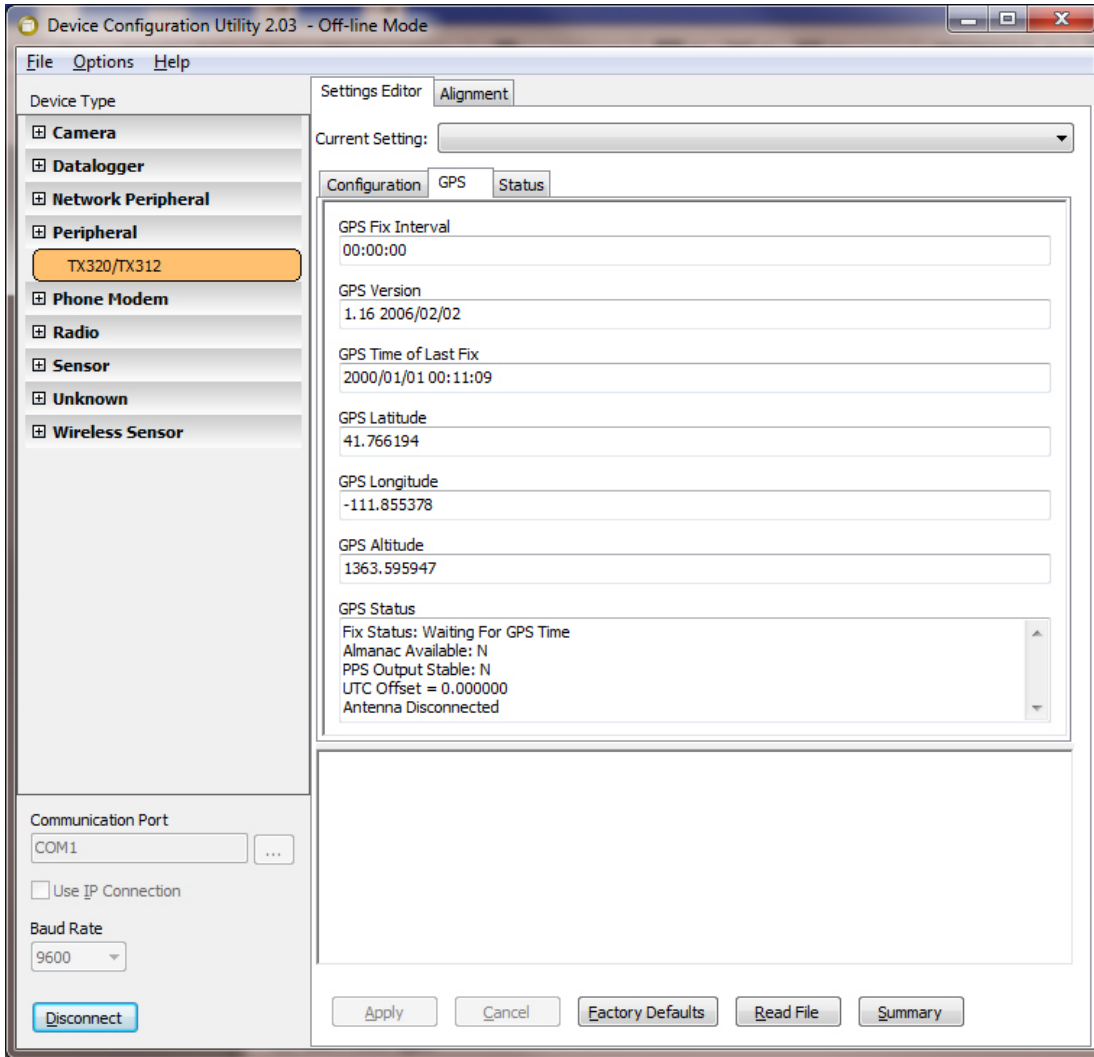 Device Configuration Utility 2.03 - Off-line Mode
File Options Help
Device Type
Camera
Datalogger
Network Peripheral
Peripheral
TX320/TX312
Phone Modem
Radio
Sensor
Unknown
Wireless Sensor
Communication Port
COM1
...
Use IP Connection
Baud Rate
9600
Disconnect
Settings Editor Alignment
Current Setting:
Configuration GPS Status
GPS Fix Interval
00:00:00
GPS Version
1.16 2006/02/02
GPS Time of Last Fix
2000/01/01 00:11:09
GPS Latitude
41.766194
GPS Longitude
-111.855378
GPS Altitude
1363.595947
GPS Status
Fix Status: Waiting For GPS Time
Almanac Available: N
PPS Output Stable: N
UTC Offset = 0.000000
Antenna Disconnected
Apply Cancel Factory Defaults Read File Summary